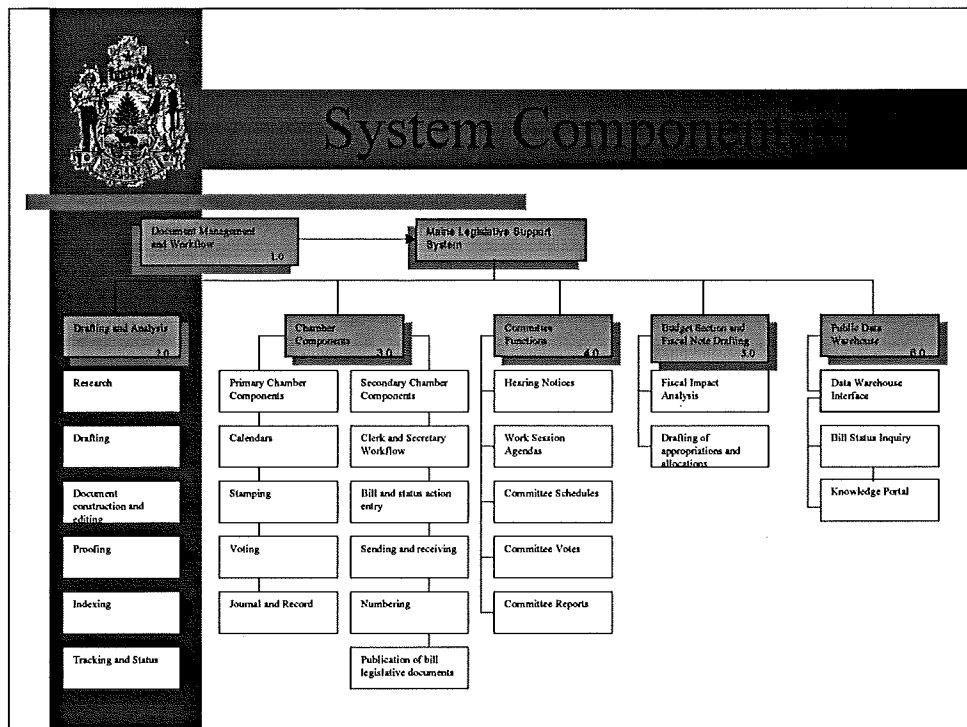 System Component
Document Management
and Workflow
1.0
Maine Legislative Support
System
Drafting and Analysis
2.0
Research
Drafting
Document
construction and
editing
Proofing
Indexing
Tracking and Status
Chamber
Components
3.0
Primary Chamber
Components
Calendars
Stamping
Voting
Journal and Record
Secondary Chamber
Components
Clerk and Secretary
Workflow
Bill and status action
entry
Sending and receiving
Numbering
Publication of bill
legislative documents
Committee
Functions
4.0
Hearing Notices
Work Session
Agendas
Committee Schedules
Committee Votes
Committee Reports
Budget Section and
Fiscal Note Drafting
5.0
Fiscal Impact
Analysis
Drafting of
appropriations and
allocations
Public Data
Warehouse
6.0
Data Warehouse
Interface
Bill Status Inquiry
Knowledge Portal